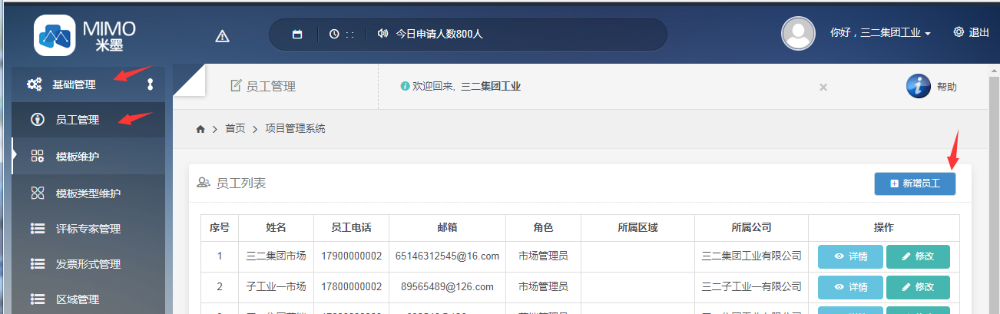 MIMO
米墨
: :
今日申请人数800人
你好，三二集团工业
退出
基础管理
员工管理
模板维护
模板类型维护
评标专家管理
发票形式管理
区域管理
员工管理
欢迎回来，三二集团工业
×
帮助
首页
项目管理系统
员工列表
新增员工
序号 姓名 员工电话 邮箱 角色 所属区域 所属公司 操作
1 三二集团市场 17900000002 65146312545@16.com 市场管理员 三二集团工业有限公司 详情 修改
2 子工业一市场 17800000002 89565489@126.com 市场管理员 三二子工业一有限公司 详情 修改